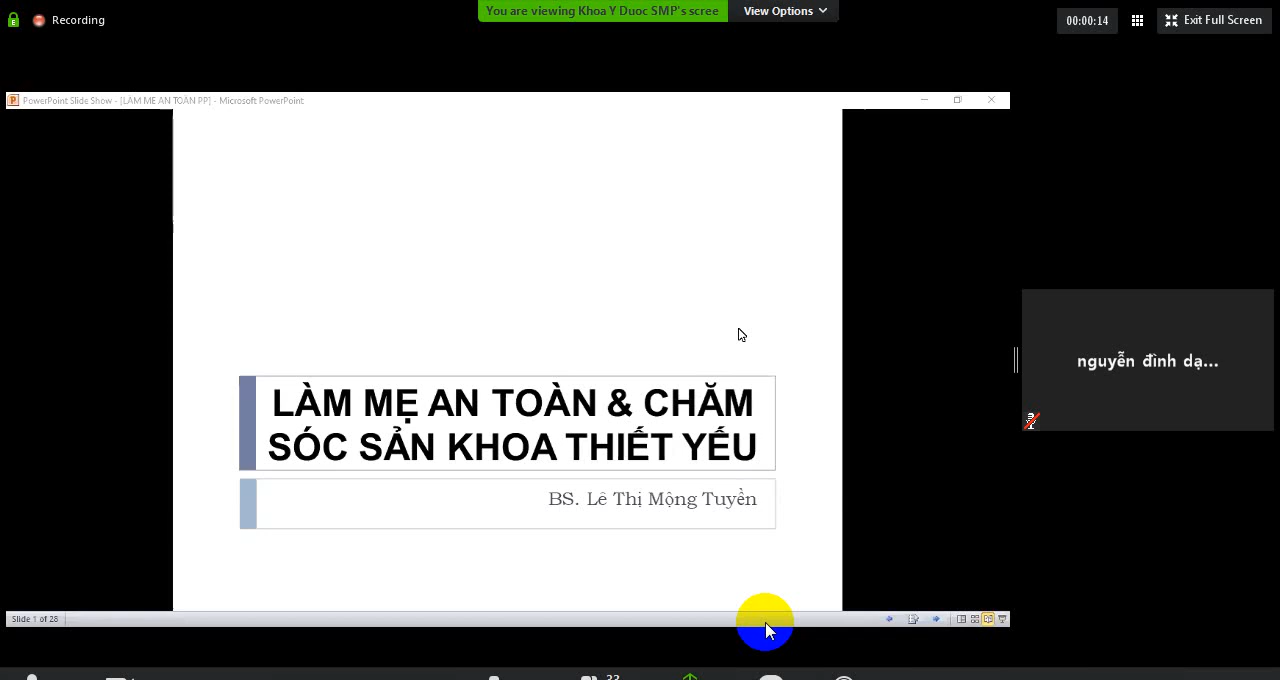 Recording
You are viewing Khoa Y Duoc SMP's scree
View Options
00:00:14
Exit Full Screen
PowerPoint Slide Show - [LAM ME AN TOAN PP] - Microsoft PowerPoint
LÀM MẸ AN TOÀN & CHĂM
SÓC SẢN KHOA THIẾT YẾU
BS. Lê Thị Mộng Tuyền
nguyễn đình dạ...
Slide 1 of 28